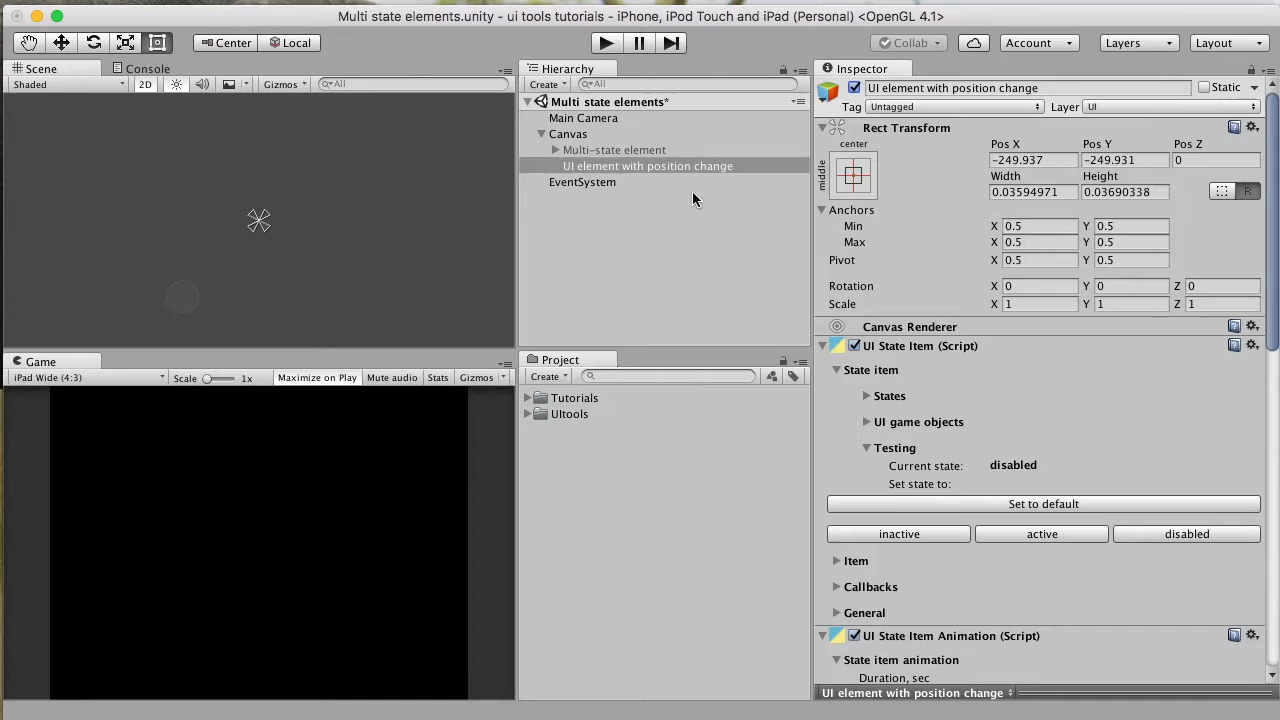 Multi state elements.unity - ui tools tutorials - iPhone, iPod Touch and iPad (Personal) <OpenGL 4.1>
Center Local Collab Account Layers Layout
Scene Console
Shaded 2D Gizmos All
Hierarchy
Create All
Multi state elements*
Main Camera
Canvas
Multi-state element
UI element with position change
EventSystem
Game
iPad Wide (4:3) Scale 1x Maximize on Play Mute audio Stats Gizmos
Project
Create
Tutorials
UItools
Inspector
UI element with position change Static
Tag Untagged Layer UI
Rect Transform
center Pos X Pos Y Pos Z
middle -249.937 -249.931 0
Width Height
0.03594971 0.03690338 R
Anchors
Min X 0.5 Y 0.5
Max X 0.5 Y 0.5
Pivot X 0.5 Y 0.5
Rotation X 0 Y 0 Z 0
Scale X 1 Y 1 Z 1
Canvas Renderer
UI State Item (Script)
State item
States
UI game objects
Testing
Current state: disabled
Set state to:
Set to default
inactive active disabled
Item
Callbacks
General
UI State Item Animation (Script)
State item animation
Duration, sec
UI element with position change